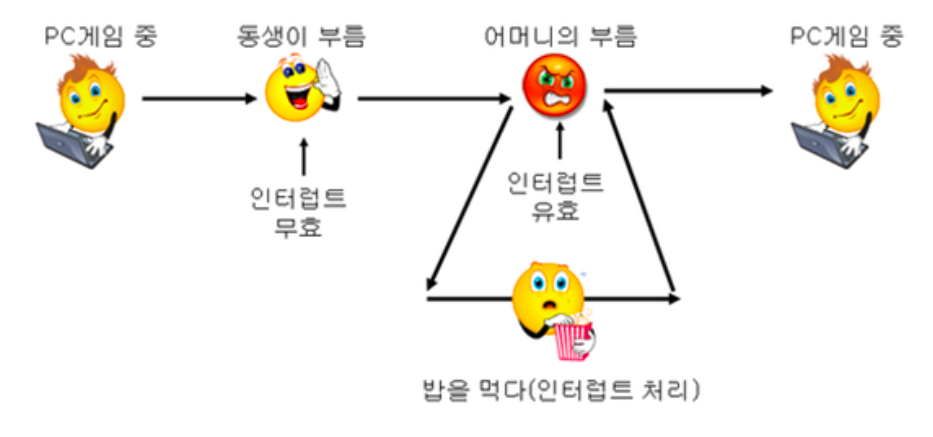 PC게임 중
동생이 부름
어머니의 부름
PC게임 중
인터럽트
무효
인터럽트
유효
밥을 먹다(인터럽트 처리)